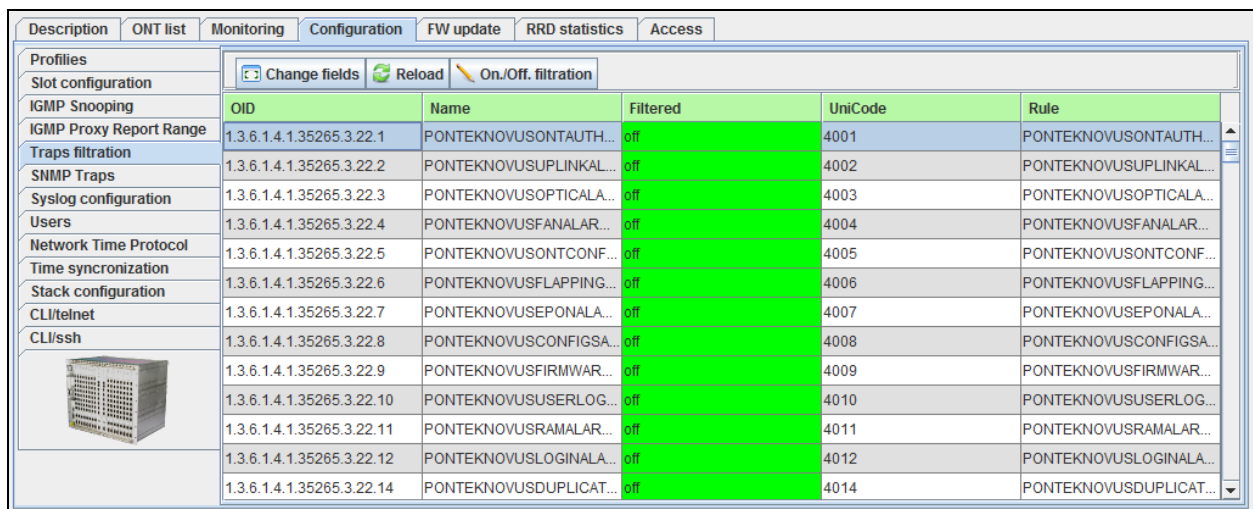 Description ONT list Monitoring Configuration FW update RRD statistics Access
Profilies
Slot configuration
IGMP Snooping
IGMP Proxy Report Range
Traps filtration
SNMP Traps
Syslog configuration
Users
Network Time Protocol
Time syncronization
Stack configuration
CLI/telnet
CLI/ssh
Change fields Reload On./Off. filtration
OID Name Filtered UniCode Rule
1.3.6.1.4.1.35265.3.22.1 PONTEKNOVUSONTAUTH... off 4001 PONTEKNOVUSONTAUTH...
1.3.6.1.4.1.35265.3.22.2 PONTEKNOVUSUPLINKAL... off 4002 PONTEKNOVUSUPLINKAL...
1.3.6.1.4.1.35265.3.22.3 PONTEKNOVUSOPTICALA... off 4003 PONTEKNOVUSOPTICALA...
1.3.6.1.4.1.35265.3.22.4 PONTEKNOVUSFANALAR... off 4004 PONTEKNOVUSFANALAR...
1.3.6.1.4.1.35265.3.22.5 PONTEKNOVUSONTCONF... off 4005 PONTEKNOVUSONTCONF...
1.3.6.1.4.1.35265.3.22.6 PONTEKNOVUSFLAPPING... off 4006 PONTEKNOVUSFLAPPING...
1.3.6.1.4.1.35265.3.22.7 PONTEKNOVUSEPONALA... off 4007 PONTEKNOVUSEPONALA...
1.3.6.1.4.1.35265.3.22.8 PONTEKNOVUSCONFIGSA... off 4008 PONTEKNOVUSCONFIGSA...
1.3.6.1.4.1.35265.3.22.9 PONTEKNOVUSFIRMWAR... off 4009 PONTEKNOVUSFIRMWAR...
1.3.6.1.4.1.35265.3.22.10 PONTEKNOVUSUSERLOG... off 4010 PONTEKNOVUSUSERLOG...
1.3.6.1.4.1.35265.3.22.11 PONTEKNOVUSRAMALAR... off 4011 PONTEKNOVUSRAMALAR...
1.3.6.1.4.1.35265.3.22.12 PONTEKNOVUSLOGINALA... off 4012 PONTEKNOVUSLOGINALA...
1.3.6.1.4.1.35265.3.22.14 PONTEKNOVUSDUPLICAT... off 4014 PONTEKNOVUSDUPLICAT...